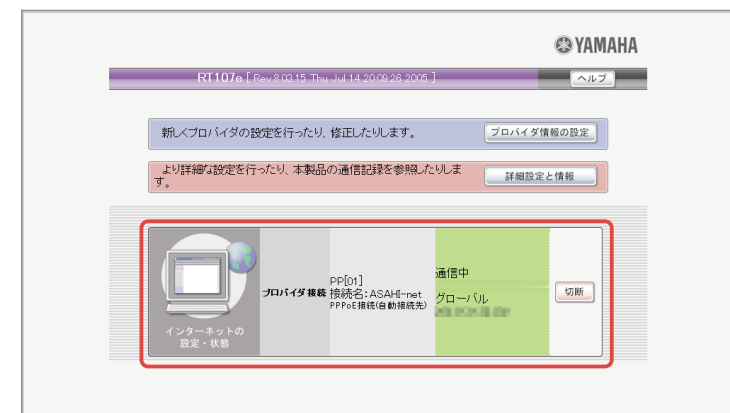 YAMAHA
RT107e [ Rev.8.03.15 Thu Jul 14 20:09:26 2005 ]
ヘルプ
新しくプロバイダの設定を行ったり、修正したりします。
プロバイダ情報の設定
より詳細な設定を行ったり、本製品の通信記録を参照したりしま
す。
詳細設定と情報
インターネットの
設定・状態
プロバイダ接続
PP[01]
接続名：ASAHI-net
PPPoE接続(自動接続先)
通信中
グローバル
切断